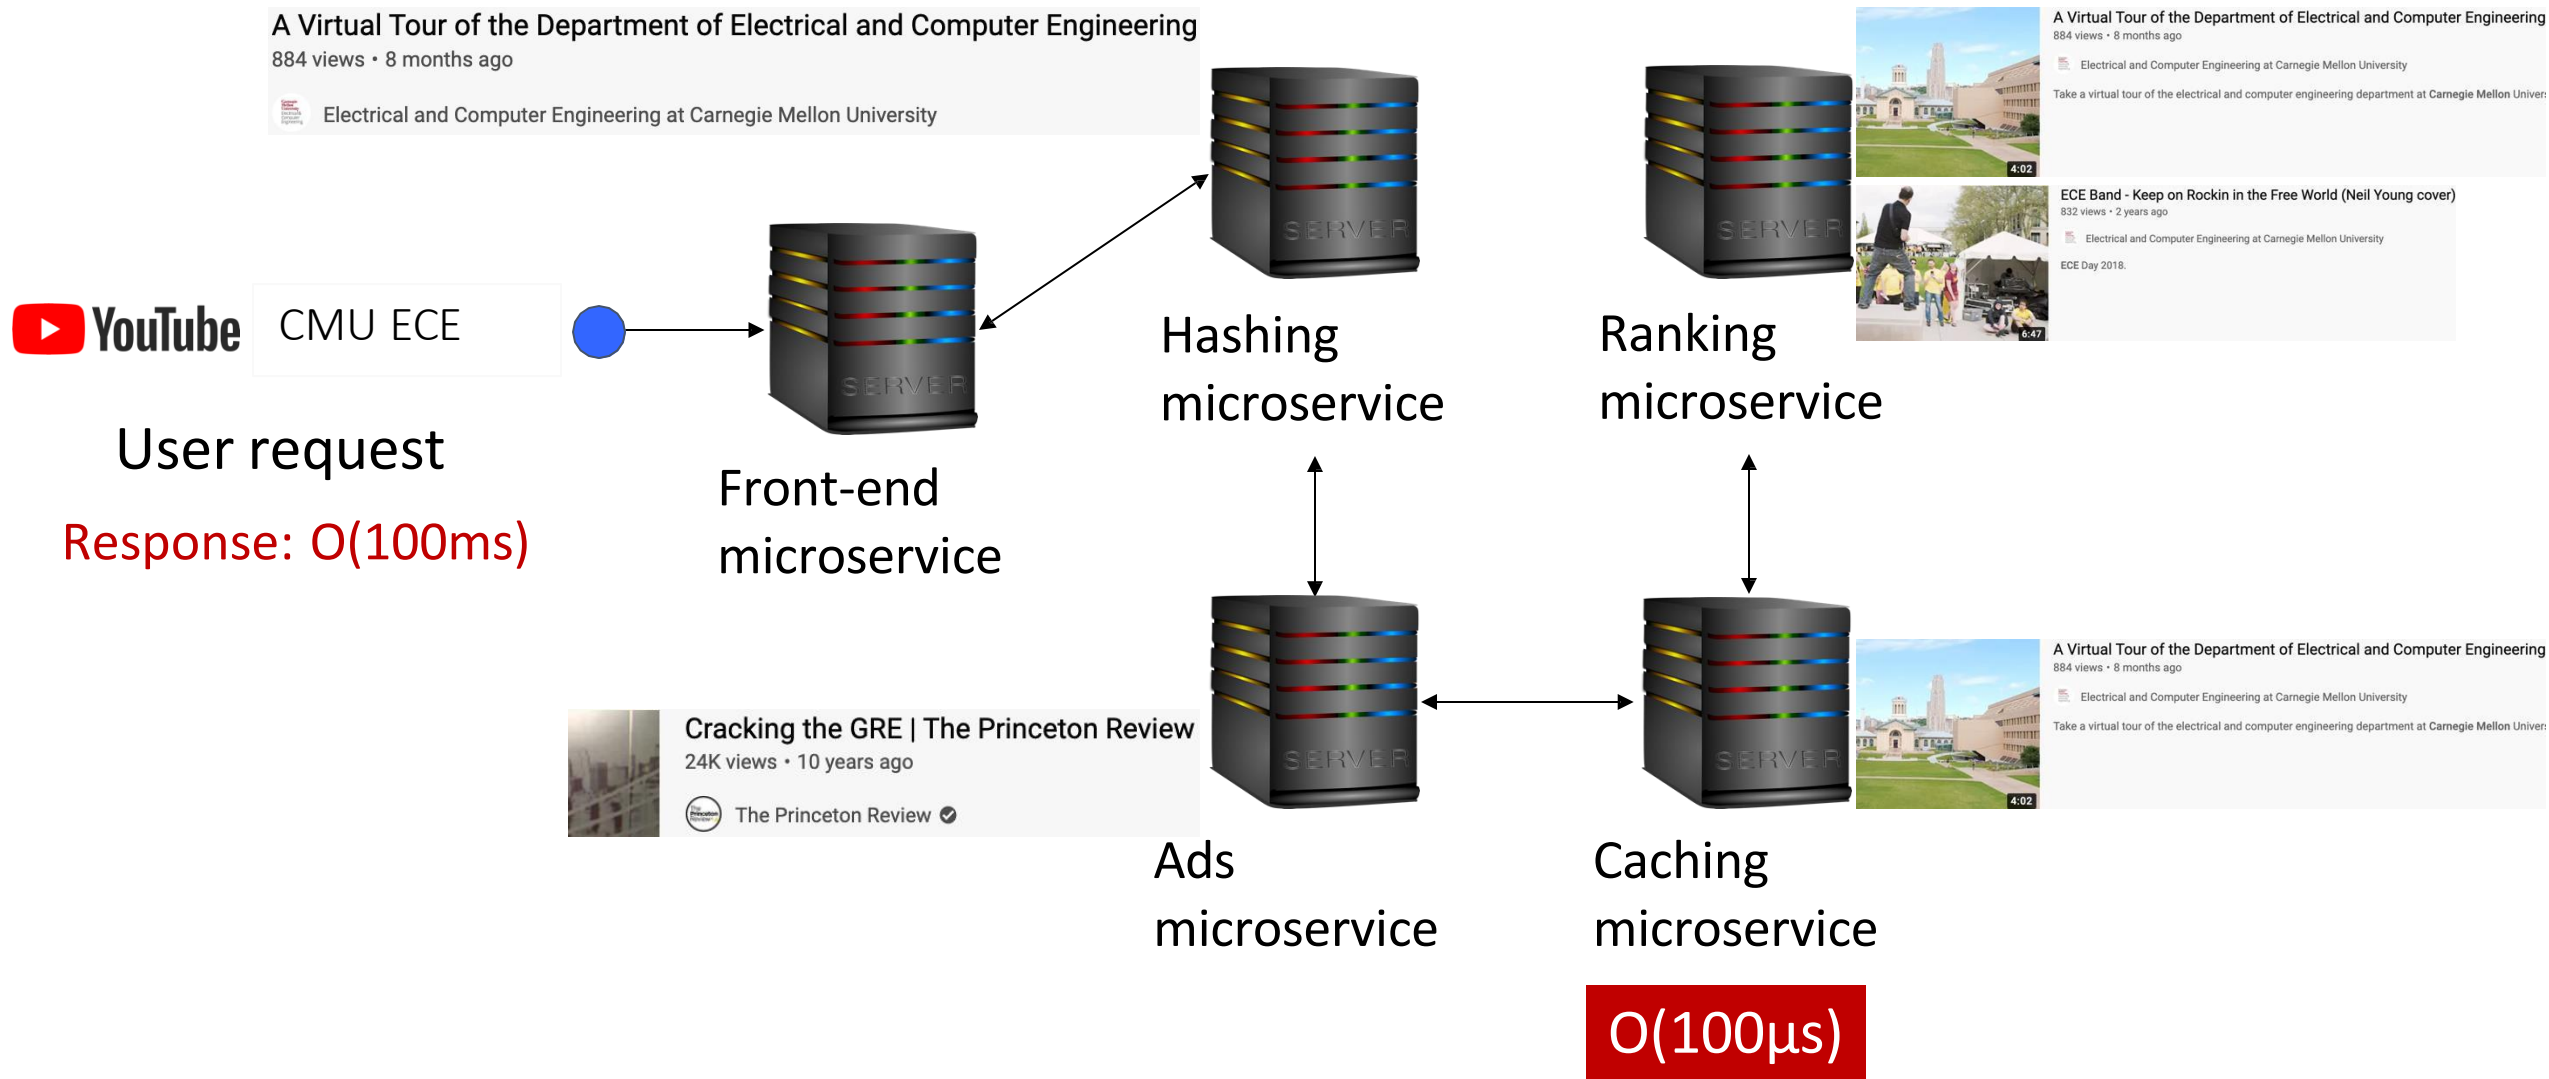 A Virtual Tour of the Department of Electrical and Computer Engineering
884 views • 8 months ago
Electrical and Computer Engineering at Carnegie Mellon University
YouTube
CMU ECE
User request
Response: O(100ms)
SERVER
Front-end
microservice
SERVER
Hashing
microservice
SERVER
Ranking
microservice
A Virtual Tour of the Department of Electrical and Computer Engineering
884 views • 8 months ago
Electrical and Computer Engineering at Carnegie Mellon University
Take a virtual tour of the electrical and computer engineering department at Carnegie Mellon Univer
4:02
ECE Band - Keep on Rockin in the Free World (Neil Young cover)
832 views • 2 years ago
Electrical and Computer Engineering at Carnegie Mellon University
ECE Day 2018.
6:47
Cracking the GRE | The Princeton Review
24K views • 10 years ago
The Princeton Review
The Princeton Review
SERVER
Ads
microservice
SERVER
Caching
microservice
O(100μs)
A Virtual Tour of the Department of Electrical and Computer Engineering
884 views • 8 months ago
Electrical and Computer Engineering at Carnegie Mellon University
Take a virtual tour of the electrical and computer engineering department at Carnegie Mellon Univer
4:02